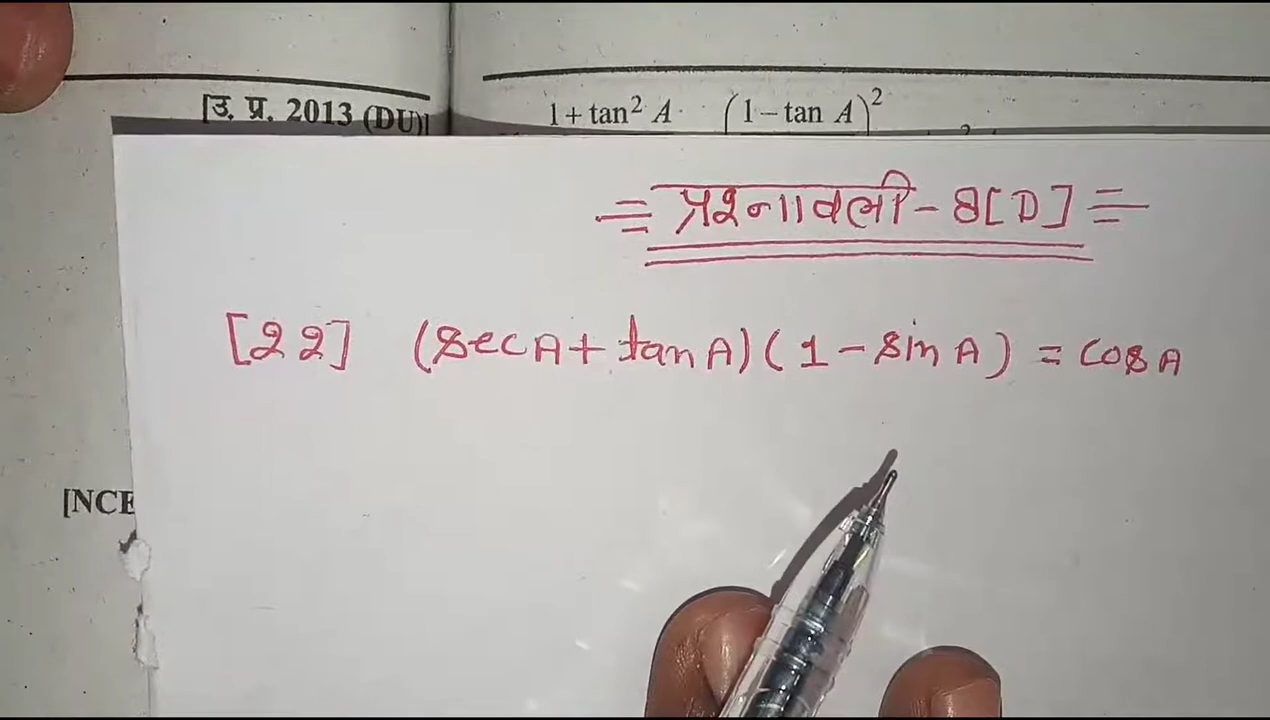 [उ. प्र. 2013 (DU)]
1+tan² A (1−tan A)²
= प्रश्नावली - 8[D] =
[22] (secA + tanA)(1 - sinA) = cosA
[NCE